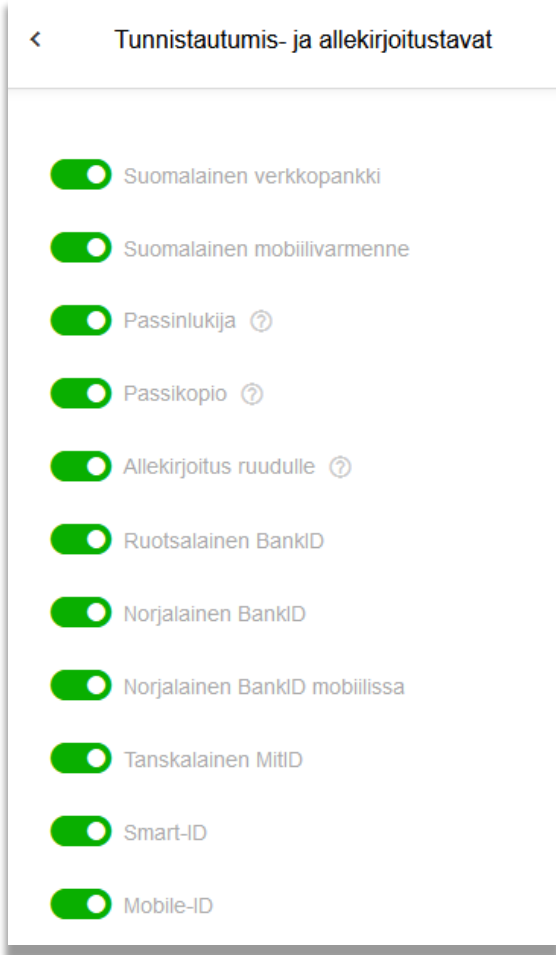 Tunnistautumis- ja allekirjoitustavat
Suomalainen verkkopankki
Suomalainen mobiilivarmenne
Passinlukija ?
Passikopio ?
Allekirjoitus ruudulle ?
Ruotsalainen BankID
Norjalainen BankID
Norjalainen BankID mobiilissa
Tanskalainen MitID
Smart-ID
Mobile-ID